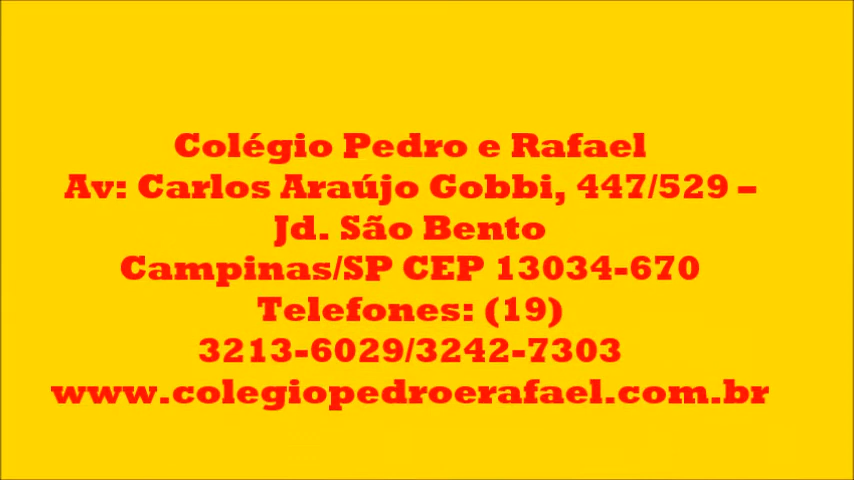 Colégio Pedro e Rafael
Av: Carlos Araújo Gobbi, 447/529 –
Jd. São Bento
Campinas/SP CEP 13034-670
Telefones: (19)
3213-6029/3242-7303
www.colegiopedroerafael.com.br